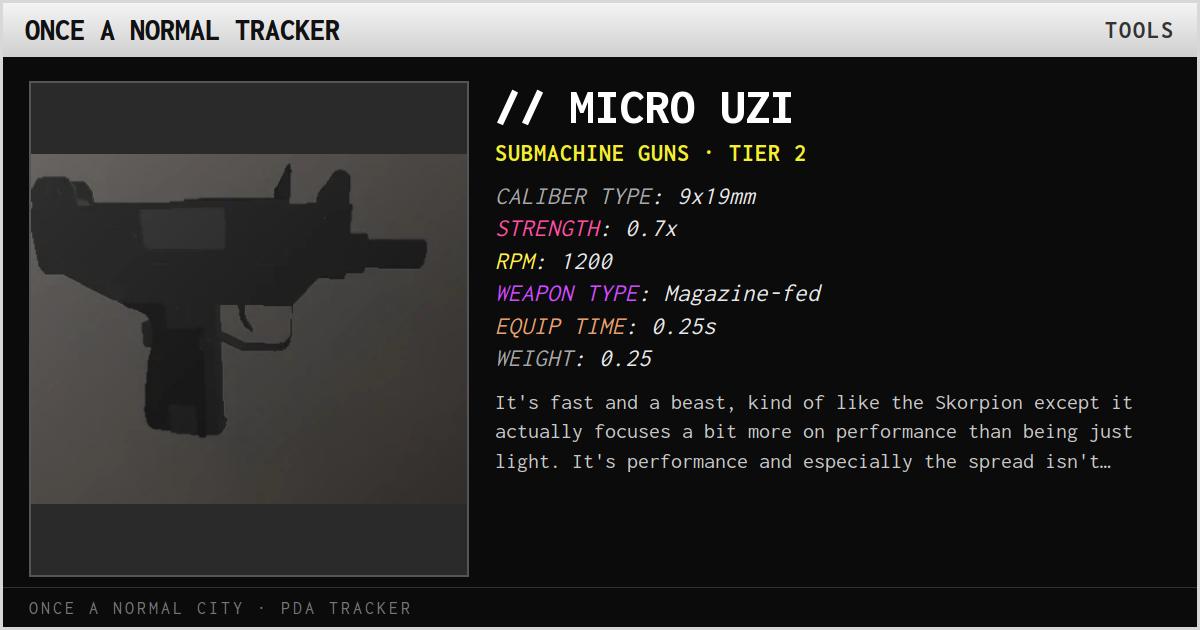 ONCE A NORMAL TRACKER
TOOLS
// MICRO UZI
SUBMACHINE GUNS · TIER 2
CALIBER TYPE: 9x19mm
STRENGTH: 0.7x
RPM: 1200
WEAPON TYPE: Magazine-fed
EQUIP TIME: 0.25s
WEIGHT: 0.25
It's fast and a beast, kind of like the Skorpion except it
actually focuses a bit more on performance than being just
light. It's performance and especially the spread isn't…
ONCE A NORMAL CITY · PDA TRACKER